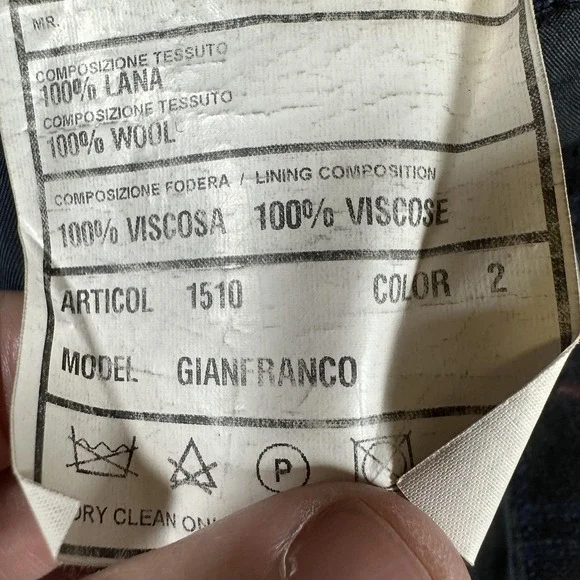 MR.
COMPOSIZIONE TESSUTO
100% LANA
COMPOSIZIONE TESSUTO
100% WOOL
COMPOSIZIONE FODERA / LINING COMPOSITION
100% VISCOSA 100% VISCOSE
ARTICOL 1510 COLOR 2
MODEL GIANFRANCO
P
DRY CLEAN